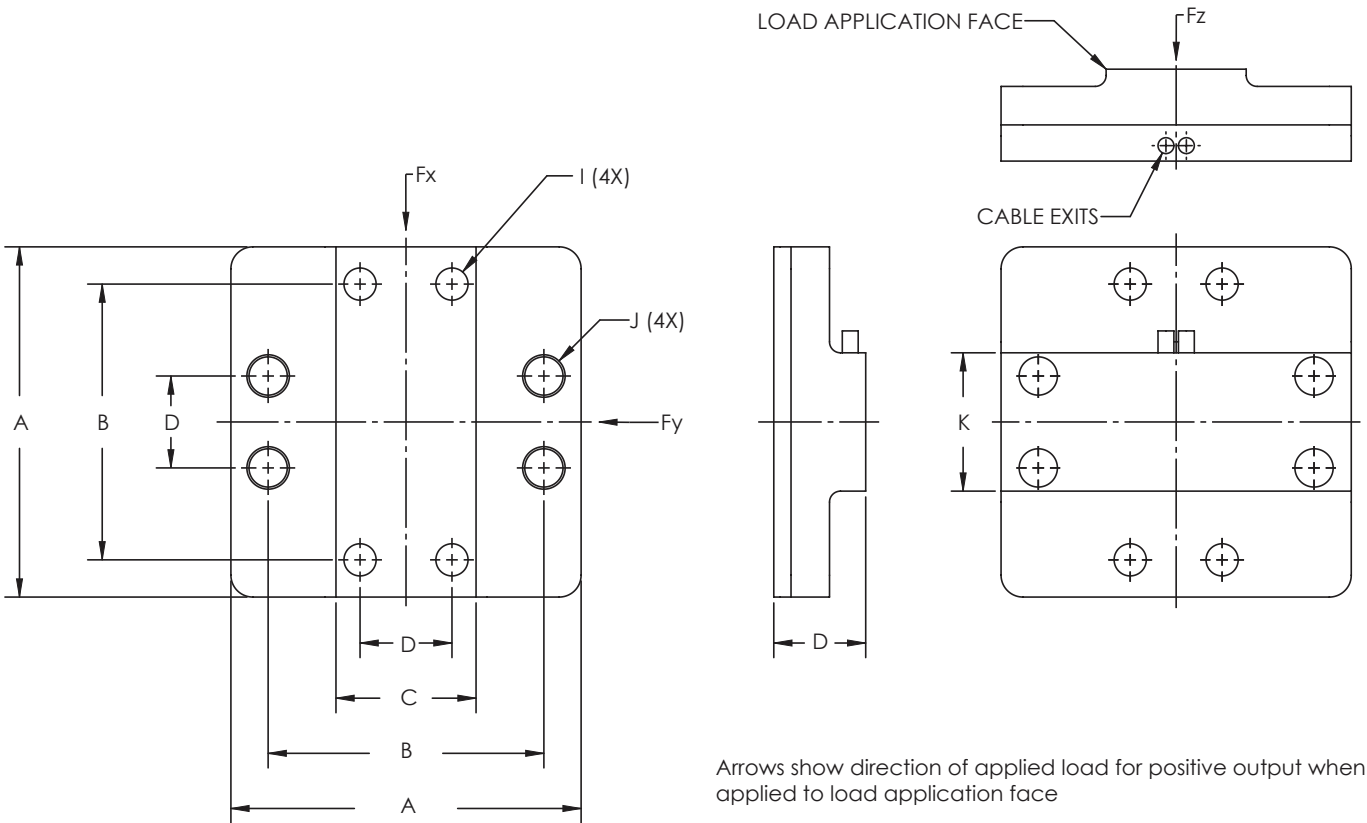 LOAD APPLICATION FACE
Fz
CABLE EXITS
Fx
I (4X)
J (4X)
A
B
D
Fy
K
D
C
B
A
D
Arrows show direction of applied load for positive output when
applied to load application face